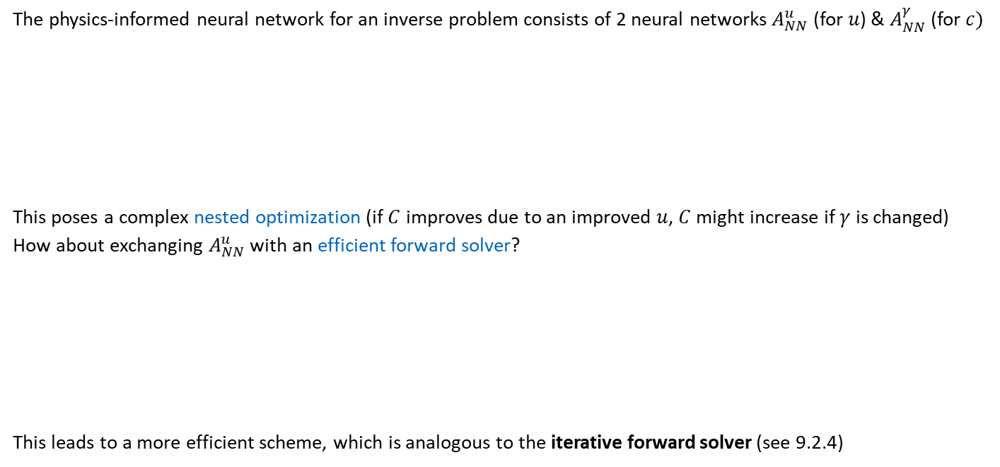 The physics-informed neural network for an inverse problem consists of 2 neural networks $A_{NN}^{u}$ (for $u$) & $A_{NN}^{\gamma}$ (for $c$)
This poses a complex nested optimization (if $C$ improves due to an improved $u$, $C$ might increase if $\gamma$ is changed)
How about exchanging $A_{NN}^{u}$ with an efficient forward solver?
This leads to a more efficient scheme, which is analogous to the iterative forward solver (see 9.2.4)